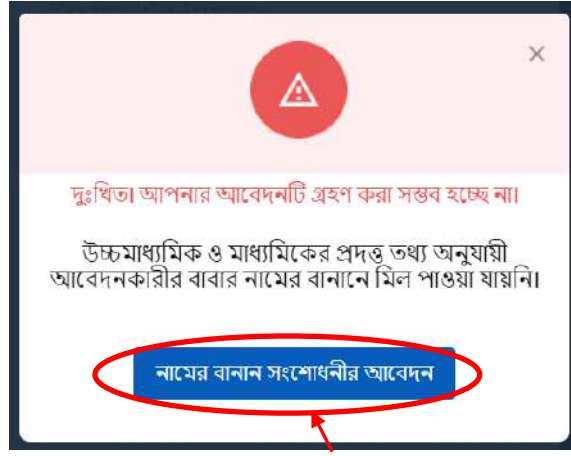 দুঃখিত। আপনার আবেদনটি গ্রহণ করা সম্ভব হচ্ছে না।
উচ্চমাধ্যমিক ও মাধ্যমিকের প্রদত্ত তথ্য অনুযায়ী
আবেদনকারীর বাবার নামের বানানে মিল পাওয়া যায়নি।
নামের বানান সংশোধনীর আবেদন